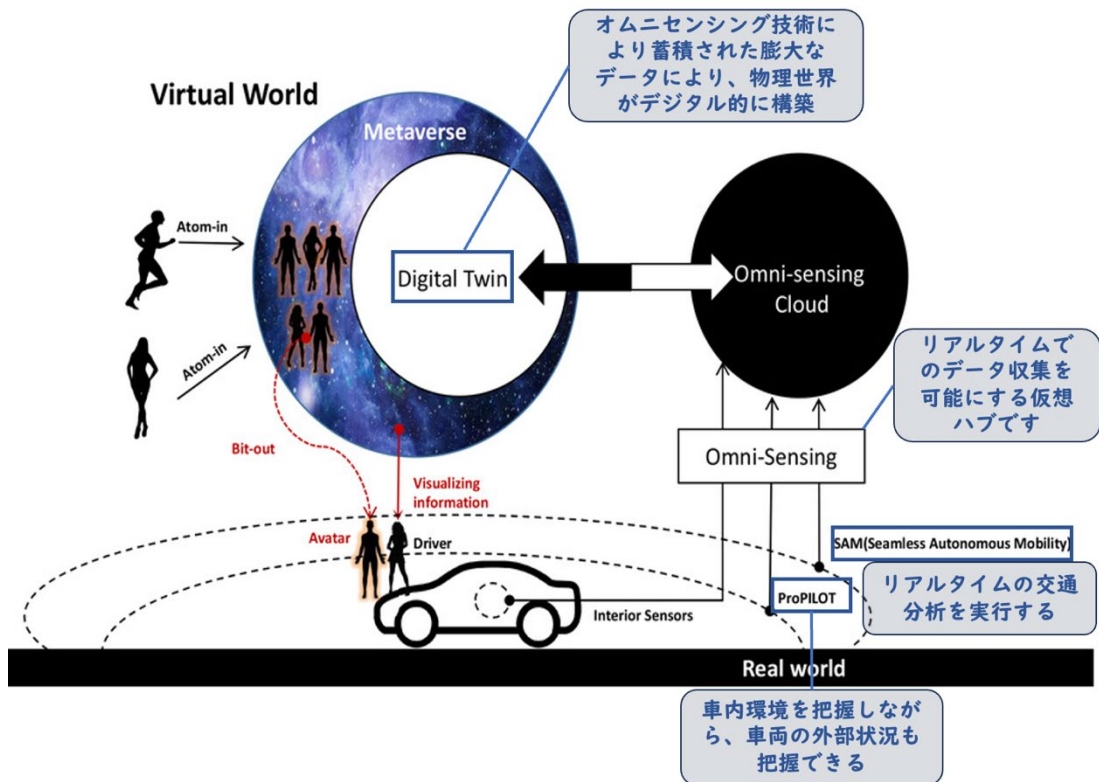 オムニセンシング技術に
より蓄積された膨大な
データにより、物理世界
がデジタル的に構築
Virtual World
Metaverse
Atom-in
Digital Twin
Omni-sensing
Cloud
Atom-in
リアルタイムで
のデータ収集を
可能にする仮想
ハブです
Bit-out
Omni-Sensing
Visualizing
information
Avatar
Driver
SAM(Seamless Autonomous Mobility)
ProPILOT
リアルタイムの交通
分析を実行する
Interior Sensors
Real world
車内環境を把握しなが
ら、車両の外部状況も
把握できる